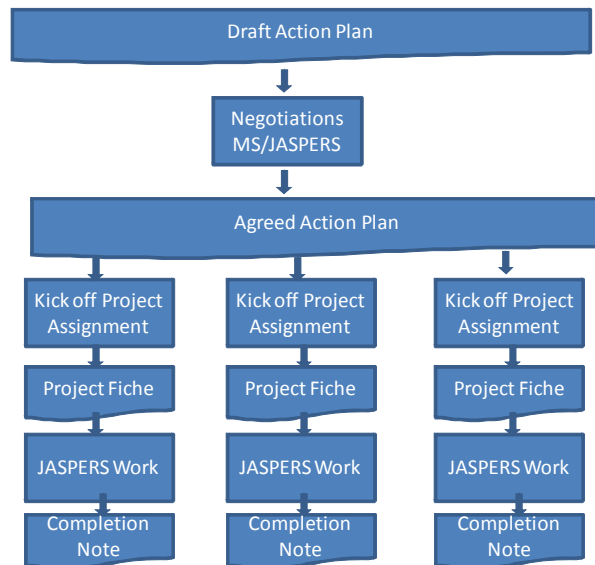 Draft Action Plan
Negotiations
MS/JASPERS
Agreed Action Plan
Kick off Project
Assignment
Kick off Project
Assignment
Kick off Project
Assignment
Project Fiche
Project Fiche
Project Fiche
JASPERS Work
JASPERS Work
JASPERS Work
Completion
Note
Completion
Note
Completion
Note